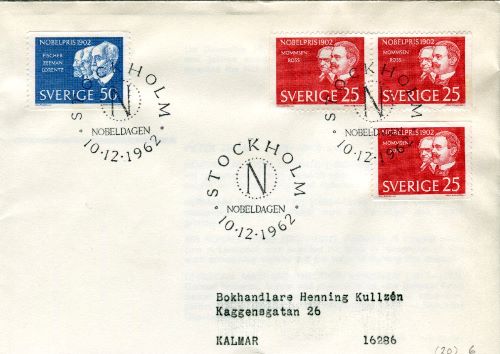 NOBELPRIS 1902
FISCHER
ZEEMAN
LORENTZ
SVERIGE 50
NOBELPRIS 1902
MOMMSEN
ROSS
SVERIGE 25
NOBELPRIS 1902
MOMMSEN
ROSS
SVERIGE 25
NOBELPRIS 1902
MOMMSEN
ROSS
SVERIGE 25
STOCKHOLM
N
NOBELDAGEN
10.12.1962
STOCKHOLM
N
NOBELDAGEN
10.12.1962
STOCKHOLM
N
NOBELDAGEN
10.12.1962
Bokhandlare Henning Kullzén
Kaggensgatan 26
KALMAR 16286
(20) 6